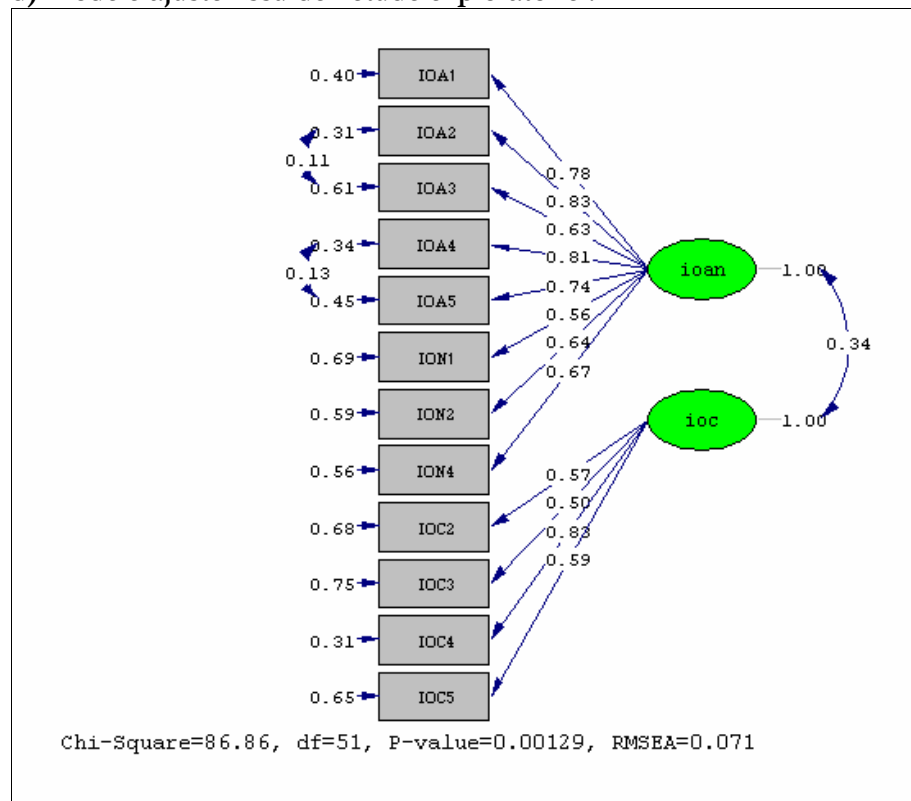 0.40
IOA1
0.31
IOA2
0.11
0.61
IOA3
0.34
IOA4
0.13
0.45
IOA5
0.69
ION1
0.59
ION2
0.56
ION4
0.68
IOC2
0.75
IOC3
0.31
IOC4
0.65
IOC5
0.78
0.83
0.63
0.81
0.74
0.56
0.64
0.67
0.57
0.50
0.83
0.59
ioan
1.00
0.34
ioc
1.00
Chi-Square=86.86, df=51, P-value=0.00129, RMSEA=0.071